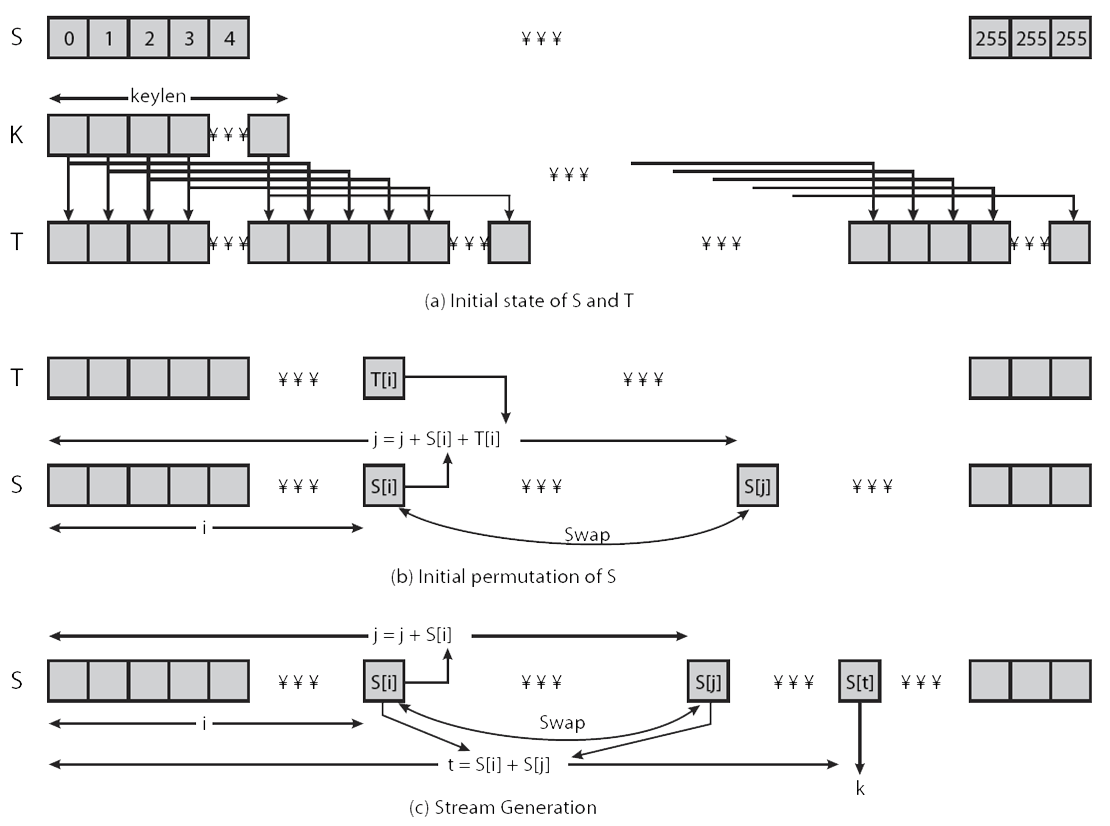 S 0 1 2 3 4 ¥ ¥ ¥ 255 255 255
keylen
K ¥ ¥ ¥
¥ ¥ ¥
T ¥ ¥ ¥ ¥ ¥ ¥ ¥ ¥ ¥ ¥ ¥ ¥
(a) Initial state of S and T
T ¥ ¥ ¥ T[i] ¥ ¥ ¥
j = j + S[i] + T[i]
S ¥ ¥ ¥ S[i] ¥ ¥ ¥ S[j] ¥ ¥ ¥
i
Swap
(b) Initial permutation of S
j = j + S[i]
S ¥ ¥ ¥ S[i] ¥ ¥ ¥ S[j] ¥ ¥ ¥ S[t] ¥ ¥ ¥
i
Swap
t = S[i] + S[j]
k
(c) Stream Generation